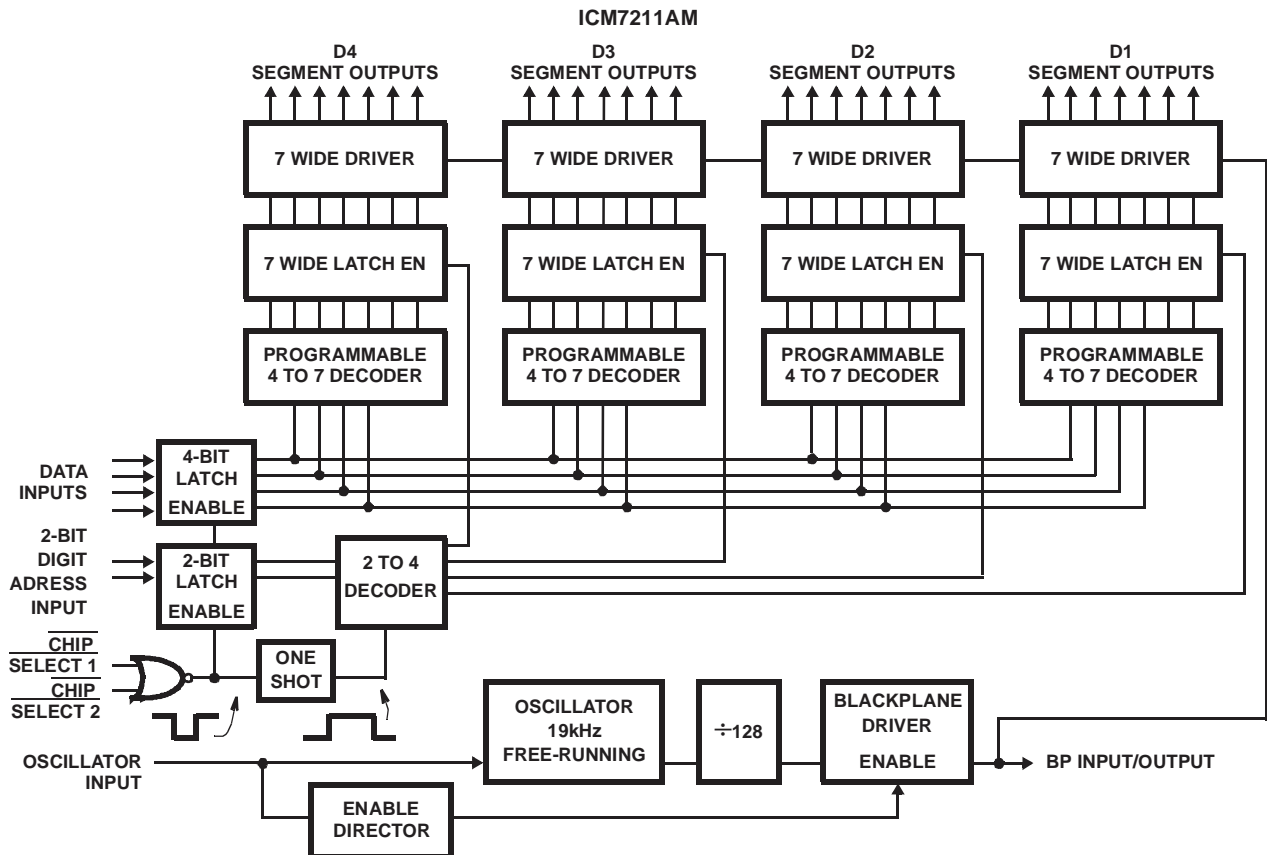 ICM7211AM
D4
SEGMENT OUTPUTS
D3
SEGMENT OUTPUTS
D2
SEGMENT OUTPUTS
D1
SEGMENT OUTPUTS
7 WIDE DRIVER
7 WIDE DRIVER
7 WIDE DRIVER
7 WIDE DRIVER
7 WIDE LATCH EN
7 WIDE LATCH EN
7 WIDE LATCH EN
7 WIDE LATCH EN
PROGRAMMABLE
4 TO 7 DECODER
PROGRAMMABLE
4 TO 7 DECODER
PROGRAMMABLE
4 TO 7 DECODER
PROGRAMMABLE
4 TO 7 DECODER
DATA
INPUTS
4-BIT
LATCH
ENABLE
2-BIT
DIGIT
ADRESS
INPUT
2-BIT
LATCH
ENABLE
2 TO 4
DECODER
CHIP
SELECT 1
CHIP
SELECT 2
ONE
SHOT
OSCILLATOR
19kHz
FREE-RUNNING
÷128
BLACKPLANE
DRIVER
ENABLE
OSCILLATOR
INPUT
BP INPUT/OUTPUT
ENABLE
DIRECTOR